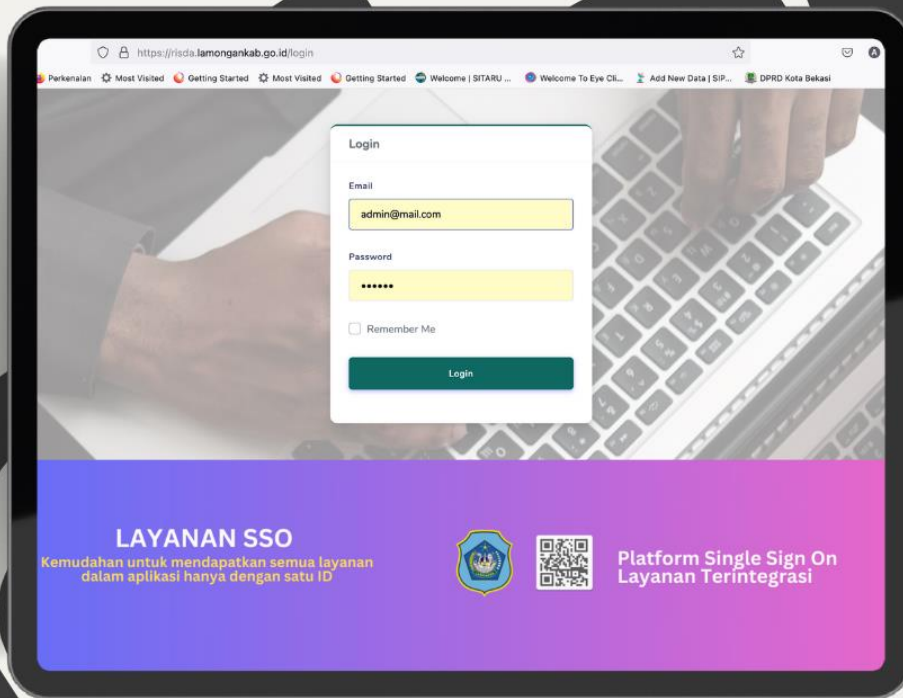 https://risda.lamongankab.go.id/login
Perkenalan Most Visited Getting Started Most Visited Getting Started Welcome | SITARU ... Welcome To Eye Cli... Add New Data | SIP... DPRD Kota Bekasi
Login
Email
admin@mail.com
Password
••••••
Remember Me
Login
LAYANAN SSO
Kemudahan untuk mendapatkan semua layanan
dalam aplikasi hanya dengan satu ID
Platform Single Sign On
Layanan Terintegrasi